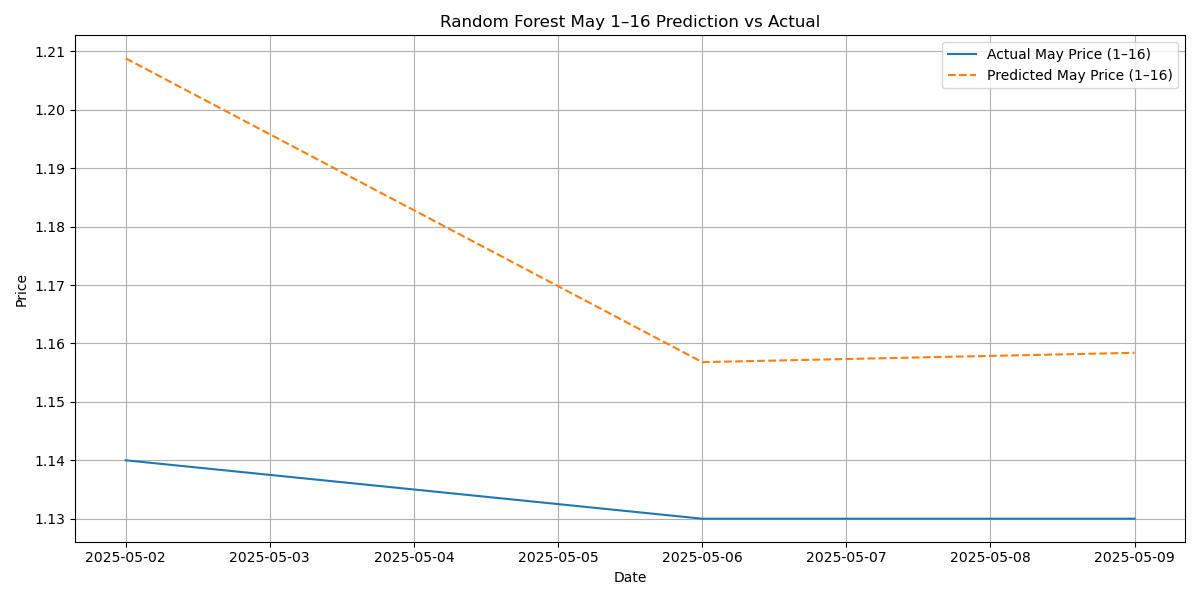 Random Forest May 1–16 Prediction vs Actual
Actual May Price (1–16)
Predicted May Price (1–16)
Price
1.21
1.20
1.19
1.18
1.17
1.16
1.15
1.14
1.13
2025-05-02 2025-05-03 2025-05-04 2025-05-05 2025-05-06 2025-05-07 2025-05-08 2025-05-09
Date